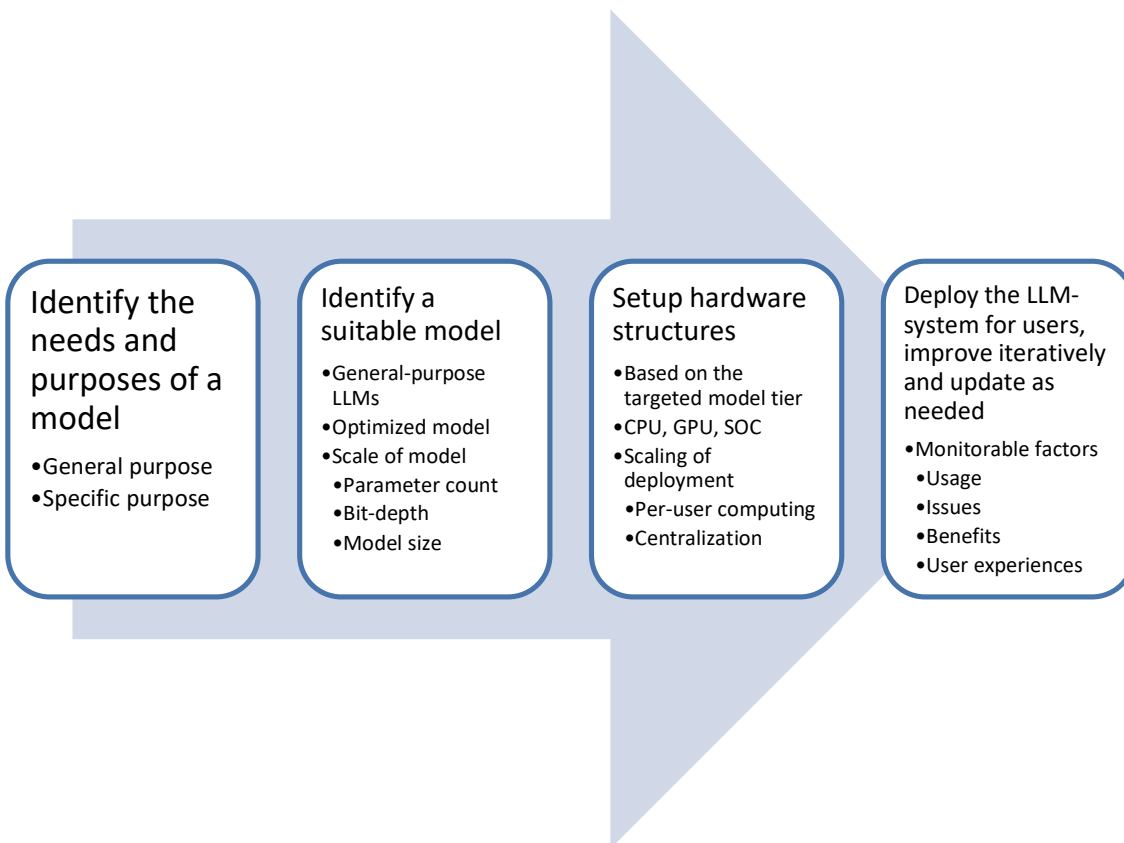 Identify the
needs and
purposes of a
model
•General purpose
•Specific purpose
Identify a
suitable model
•General-purpose
LLMs
•Optimized model
•Scale of model
•Parameter count
•Bit-depth
•Model size
Setup hardware
structures
•Based on the
targeted model tier
•CPU, GPU, SOC
•Scaling of
deployment
•Per-user computing
•Centralization
Deploy the LLM-
system for users,
improve iteratively
and update as
needed
•Monitorable factors
•Usage
•Issues
•Benefits
•User experiences